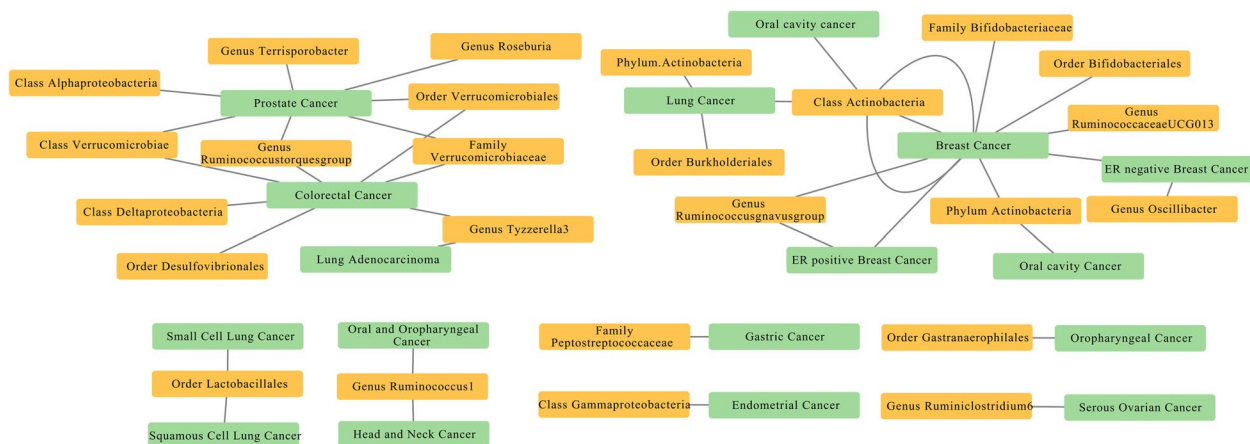 Oral cavity cancer
Family Bifidobacteriaceae
Genus Terrisporobacter
Genus Roseburia
Phylum.Actinobacteria
Order Bifidobacteriales
Class Alphaproteobacteria
Prostate Cancer
Order Verrucomicrobiales
Lung Cancer
Class Actinobacteria
Genus
RuminococcaceaeUCG013
Class Verrucomicrobiae
Genus
Ruminococcustorquesgroup
Family
Verrucomicrobiaceae
Order Burkholderiales
Breast Cancer
ER negative Breast Cancer
Colorectal Cancer
Class Deltaproteobacteria
Genus
Ruminococcusgnavusgroup
Phylum Actinobacteria
Genus Oscillibacter
Genus Tyzzerella3
Order Desulfovibrionales
Lung Adenocarcinoma
ER positive Breast Cancer
Oral cavity Cancer
Small Cell Lung Cancer
Oral and Oropharyngeal
Cancer
Family
Peptostreptococcaceae
Gastric Cancer
Order Gastranaerophilales
Oropharyngeal Cancer
Order Lactobacillales
Genus Ruminococcus1
Class Gammaproteobacteria
Endometrial Cancer
Genus Ruminiclostridium6
Serous Ovarian Cancer
Squamous Cell Lung Cancer
Head and Neck Cancer